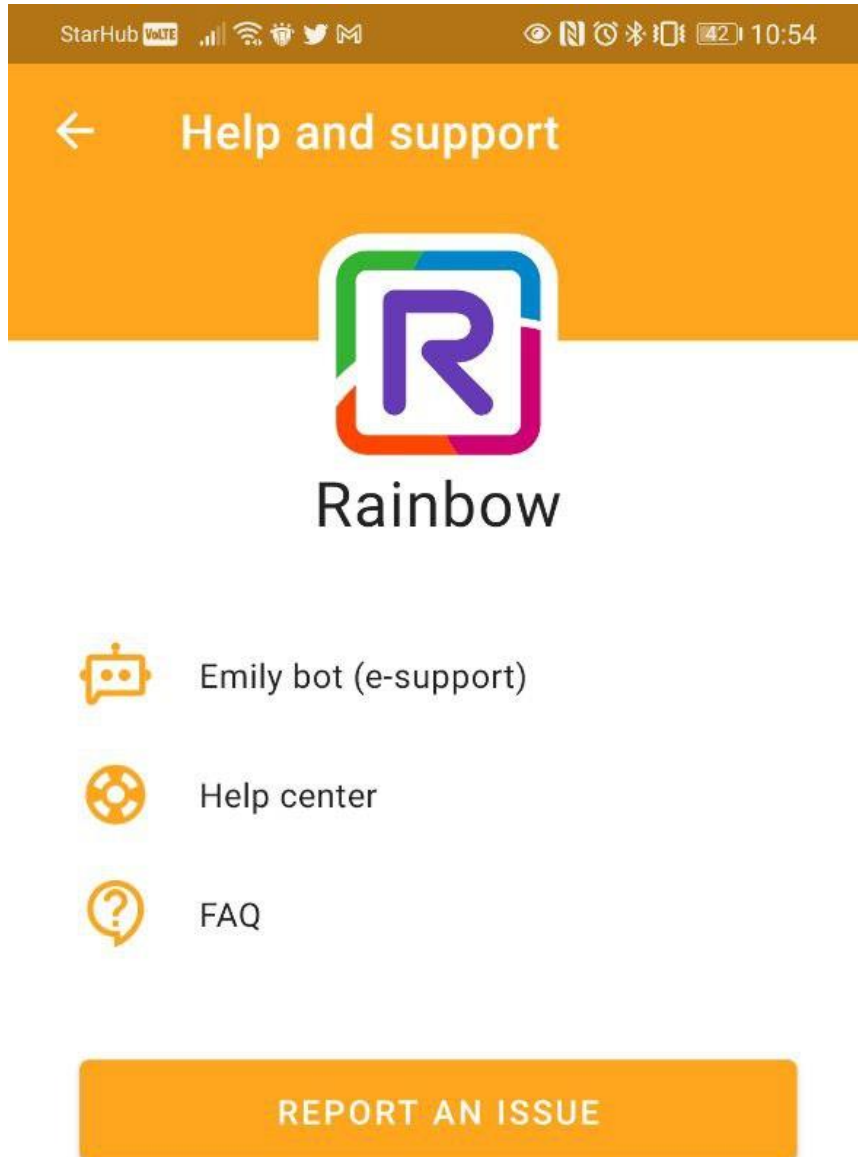 StarHub VoLTE 42 10:54
Help and support
R
Rainbow
Emily bot (e-support)
Help center
FAQ
REPORT AN ISSUE